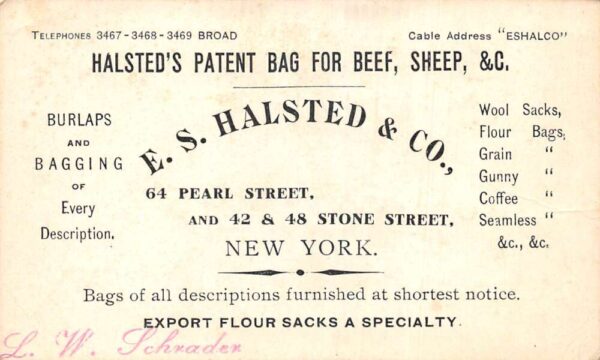 TELEPHONES 3467-3468-3469 BROAD
Cable Address "ESHALCO"
HALSTED'S PATENT BAG FOR BEEF, SHEEP, &C.
BURLAPS
AND
BAGGING
OF
Every
Description.
E. S. HALSTED & CO.,
64 PEARL STREET,
AND 42 & 48 STONE STREET,
NEW YORK.
Wool Sacks,
Flour Bags,
Grain "
Gunny "
Coffee "
Seamless "
&c., &c.
Bags of all descriptions furnished at shortest notice.
EXPORT FLOUR SACKS A SPECIALTY.
L. W. Schrader